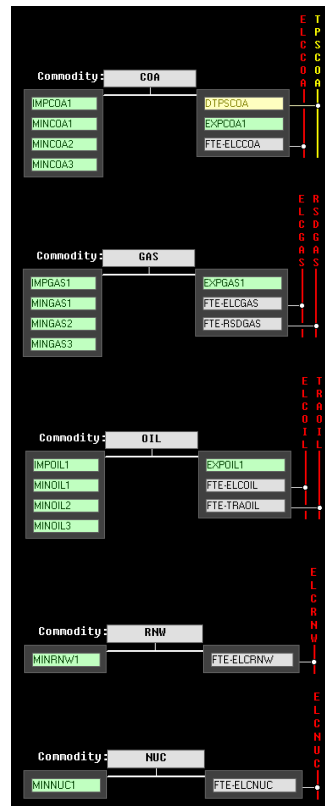 ELCCOA
TPSCOA
Commodity: COA
IMPCOA1
MINCOA1
MINCOA2
MINCOA3
DTPSCOA
EXPCOA1
FTE-ELCCOA
ELCGAS
RSDGAS
Commodity: GAS
IMPGAS1
MINGAS1
MINGAS2
MINGAS3
EXPGAS1
FTE-ELCGAS
FTE-RSDGAS
ELCOIL
TRAOIL
Commodity: OIL
IMPOIL1
MINOIL1
MINOIL2
MINOIL3
EXPOIL1
FTE-ELCOIL
FTE-TRAOIL
ELCRNW
Commodity: RNW
MINRNW1
FTE-ELCRNW
ELCNUC
Commodity: NUC
MINNUC1
FTE-ELCNUC